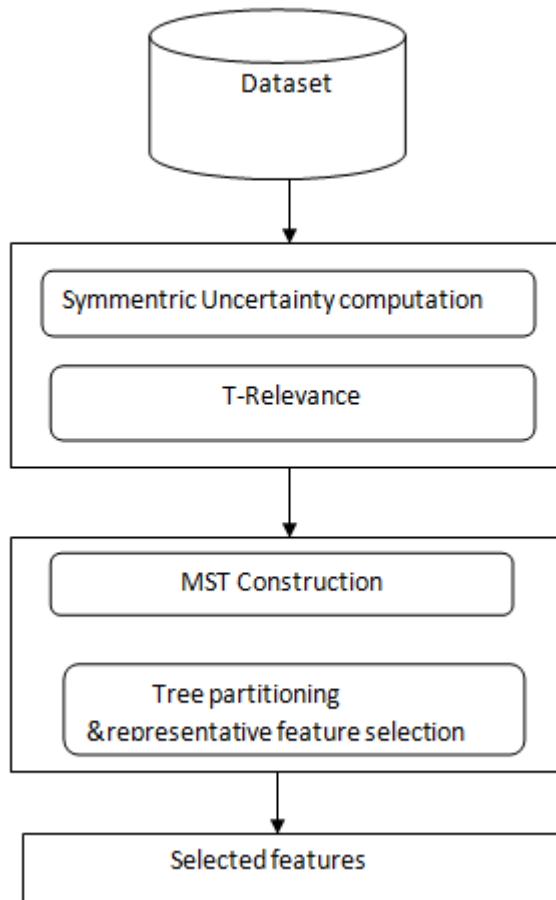 Dataset
Symmentric Uncertainty computation
T-Relevance
MST Construction
Tree partitioning
&representative feature selection
Selected features